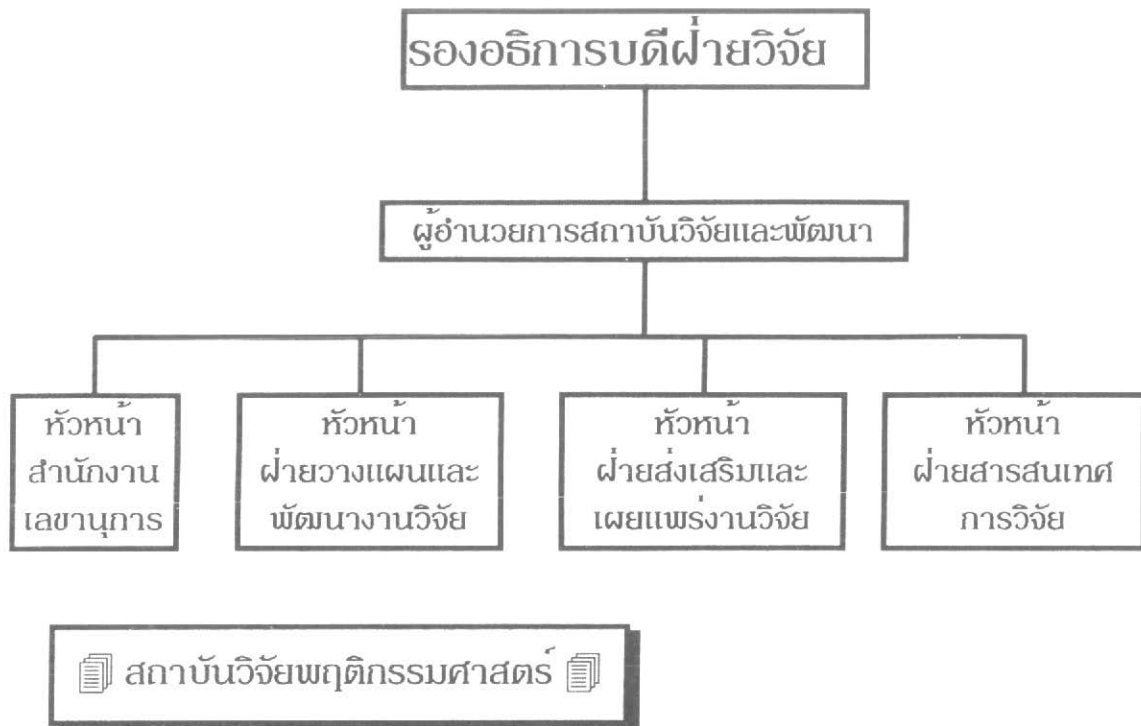 รองอธิการบดีฝ่ายวิจัย
ผู้อำนวยการสถาบันวิจัยและพัฒนา
หัวหน้า
สำนักงาน
เลขานุการ
หัวหน้า
ฝ่ายวางแผนและ
พัฒนางานวิจัย
หัวหน้า
ฝ่ายส่งเสริมและ
เผยแพร่งานวิจัย
หัวหน้า
ฝ่ายสารสนเทศ
การวิจัย
สถาบันวิจัยพฤติกรรมศาสตร์